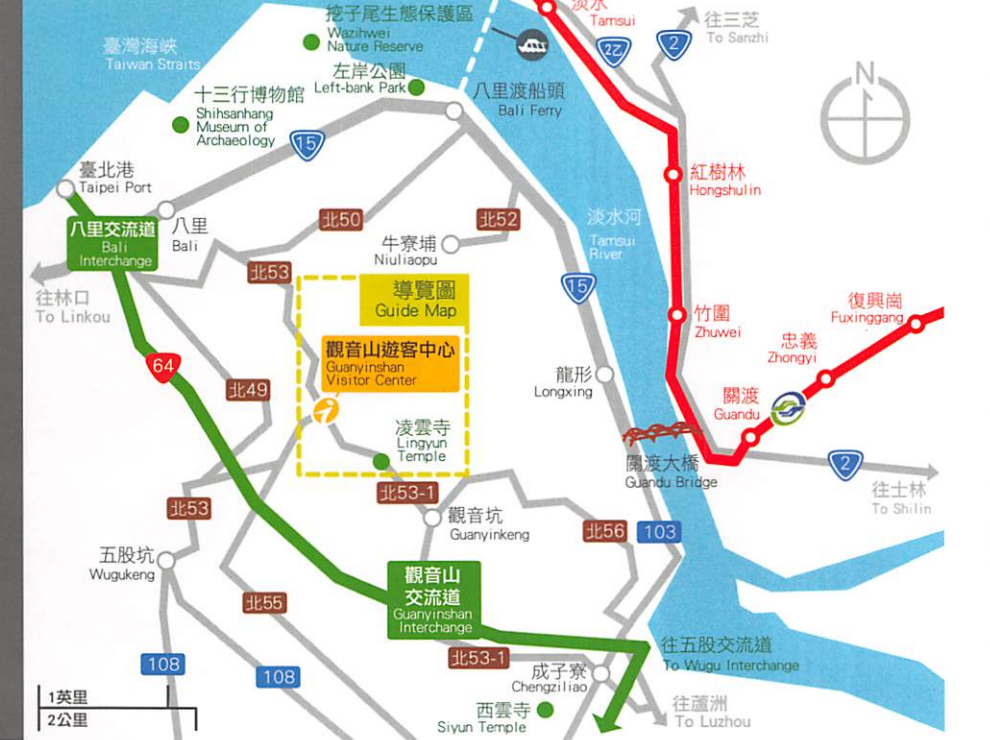 挖子尾生態保護區
Wazihwei
Nature Reserve
淡水
Tamsui
往三芝
To Sanzhi
臺灣海峽
Taiwan Straits
左岸公園
Left-bank Park
2乙
2
N
十三行博物館
Shihsanhang
Museum of
Archaeology
八里渡船頭
Bali Ferry
15
臺北港
Taipei Port
紅樹林
Hongshulin
八里交流道
Bali
Interchange
八里
Bali
北50
北52
淡水河
Tamsui
River
牛寮埔
Niuliaopu
北53
往林口
To Linkou
導覽圖
Guide Map
15
竹圍
Zhuwei
復興崗
Fuxinggang
忠義
Zhongyi
觀音山遊客中心
Guanyinshan
Visitor Center
64
北49
龍形
Longxing
關渡
Guandu
凌雲寺
Lingyun
Temple
關渡大橋
Guandu Bridge
2
往士林
To Shilin
北53
北53-1
觀音坑
Guanyinkeng
北56
103
五股坑
Wugukeng
觀音山
交流道
Guanyinshan
Interchange
北55
往五股交流道
To Wugu Interchange
108
108
北53-1
成子寮
Chengziliao
1英里
2公里
西雲寺
Siyun Temple
往蘆洲
To Luzhou